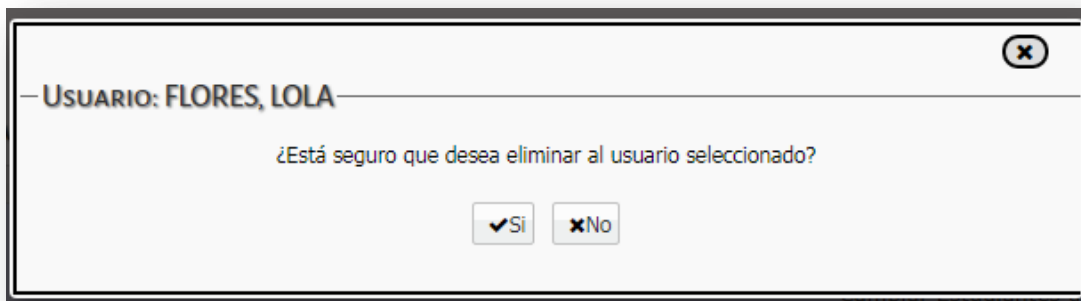 Usuario: FLORES, LOLA
¿Está seguro que desea eliminar al usuario seleccionado?
Si No